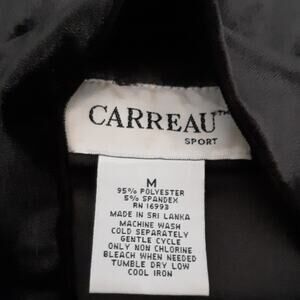 CARREAU™
SPORT
M
95% POLYESTER
5% SPANDEX
RN 16993
MADE IN SRI LANKA
MACHINE WASH
COLD SEPARATELY
GENTLE CYCLE
ONLY NON CHLORINE
BLEACH WHEN NEEDED
TUMBLE DRY LOW
COOL IRON